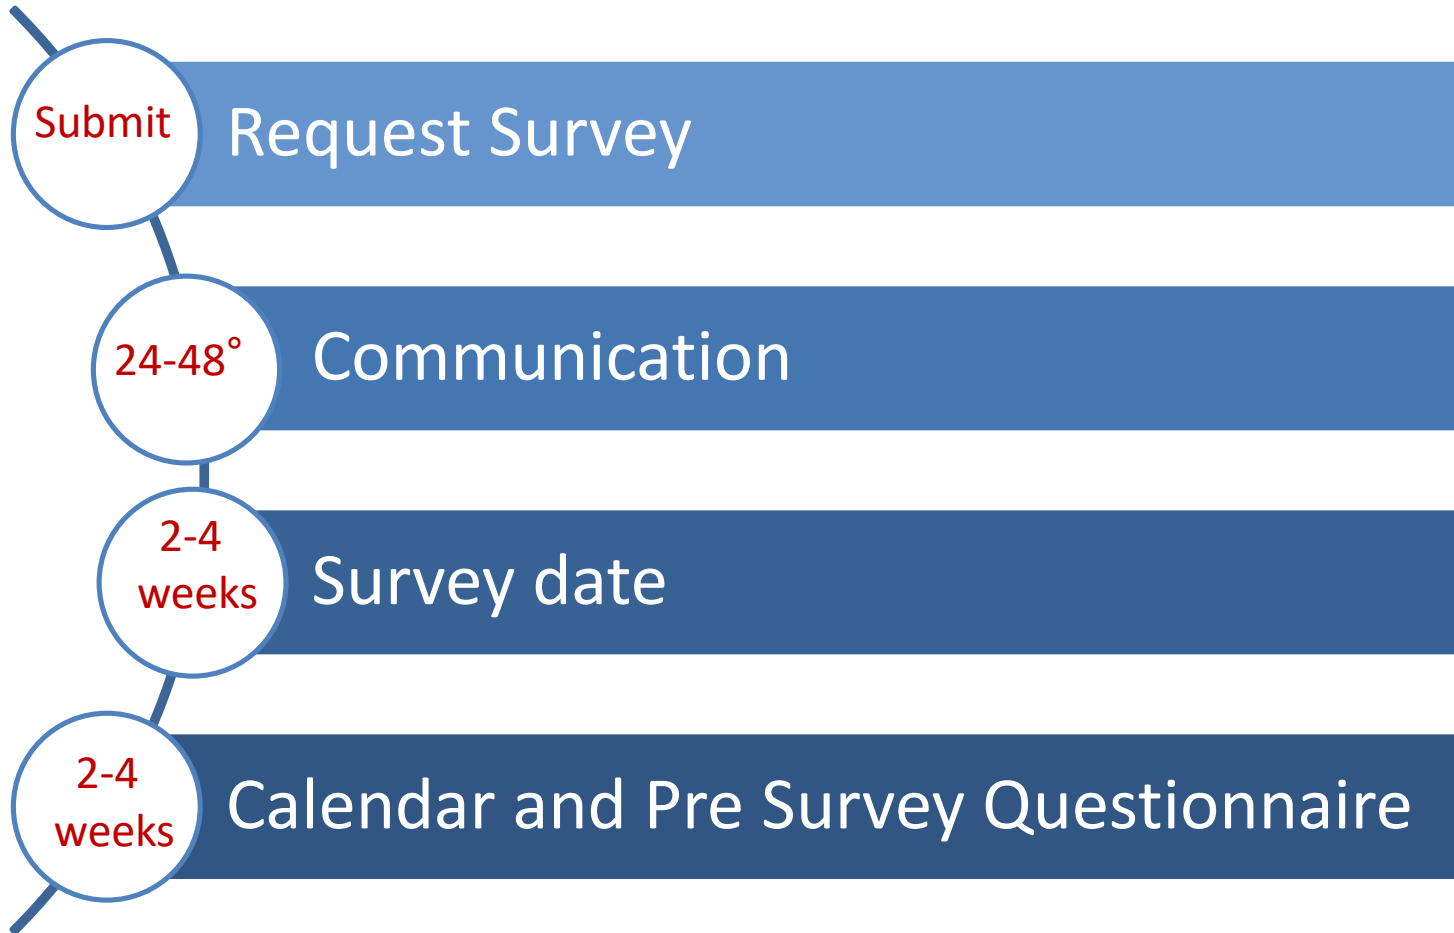 Submit
Request Survey
24-48°
Communication
2-4
weeks
Survey date
2-4
weeks
Calendar and Pre Survey Questionnaire